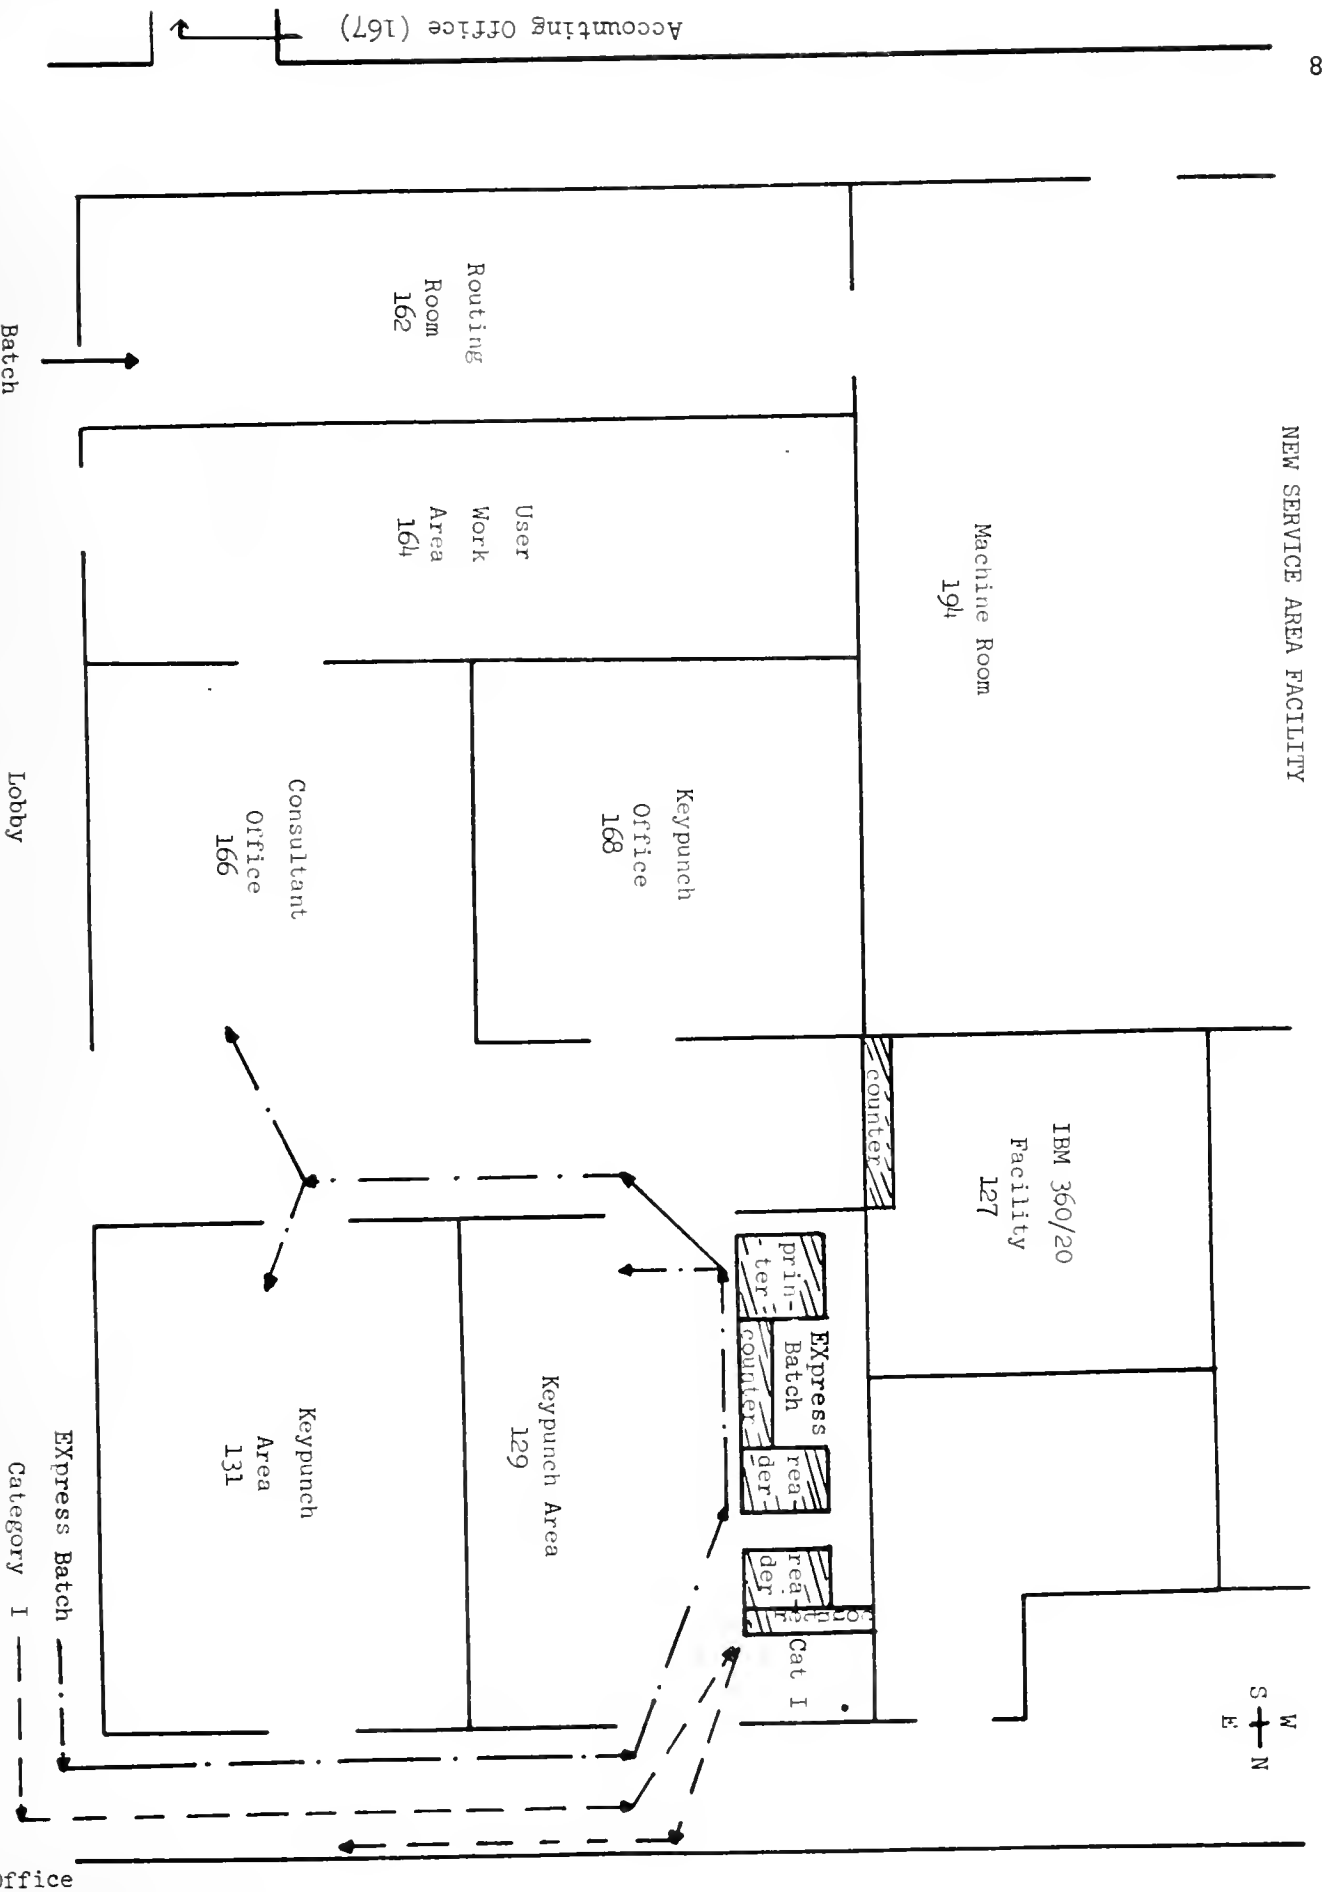 8
NEW SERVICE AREA FACILITY
Accounting Office (167)
Machine Room
194
IBM 360/20
Facility
127
counter
W
S
N
E
Routing
Room
162
User
Work
Area
164
Keypunch
Office
168
Consultant
Office
166
prin-
ter
EXpress
Batch
counter
rea-
der
rea-
der
counter
Cat I
Keypunch Area
129
Keypunch
Area
131
Batch
Lobby
EXpress Batch
Category I
Office